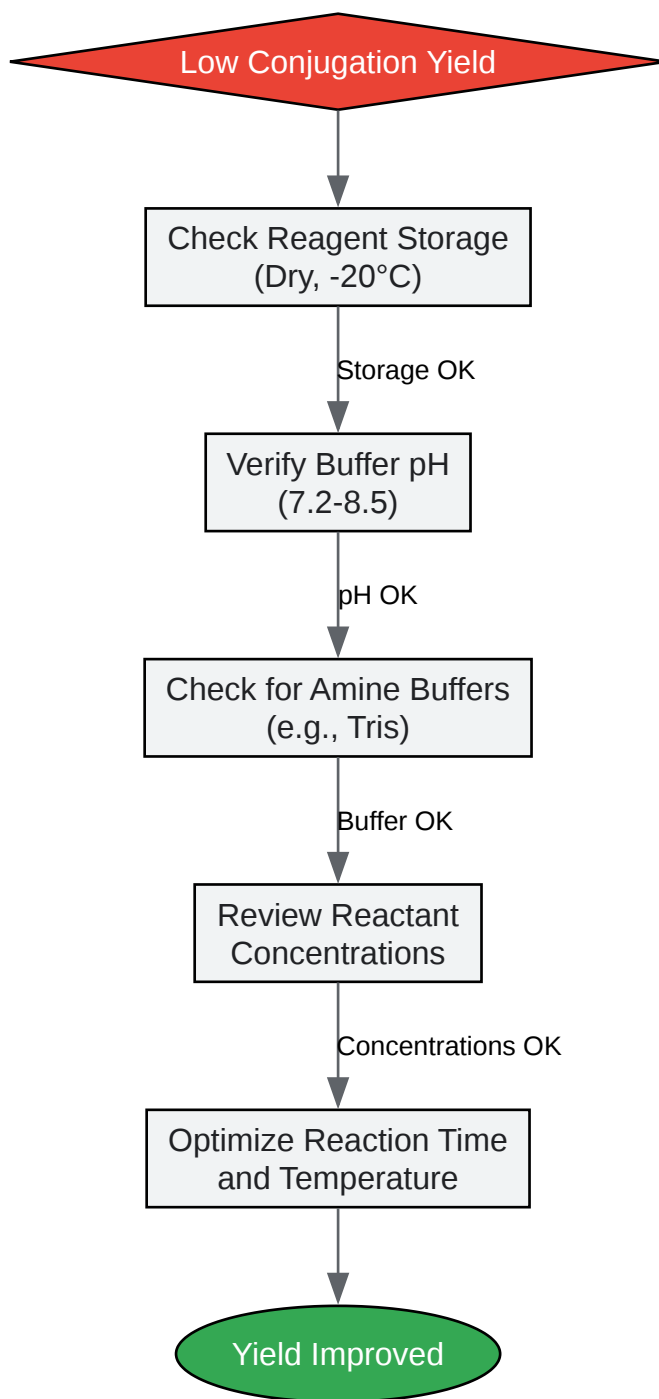 Low Conjugation Yield
Check Reagent Storage
(Dry, -20°C)
Storage OK
Verify Buffer pH
(7.2-8.5)
pH OK
Check for Amine Buffers
(e.g., Tris)
Buffer OK
Review Reactant
Concentrations
Concentrations OK
Optimize Reaction Time
and Temperature
Yield Improved